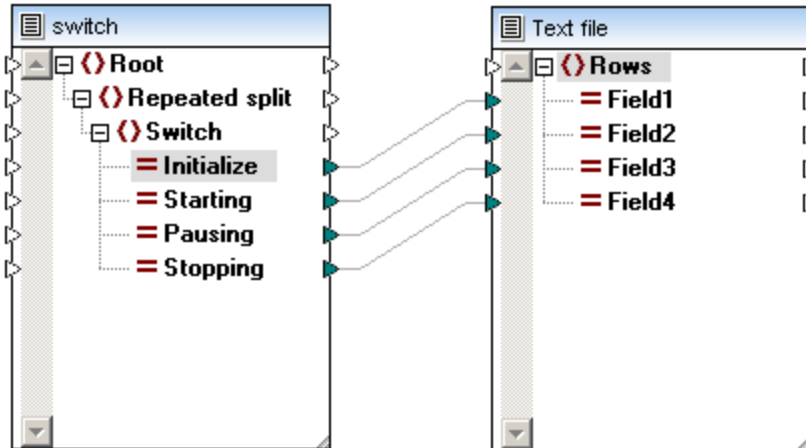 switch
Root
Repeated split
Switch
Initialize
Starting
Pausing
Stopping
Text file
Rows
Field1
Field2
Field3
Field4